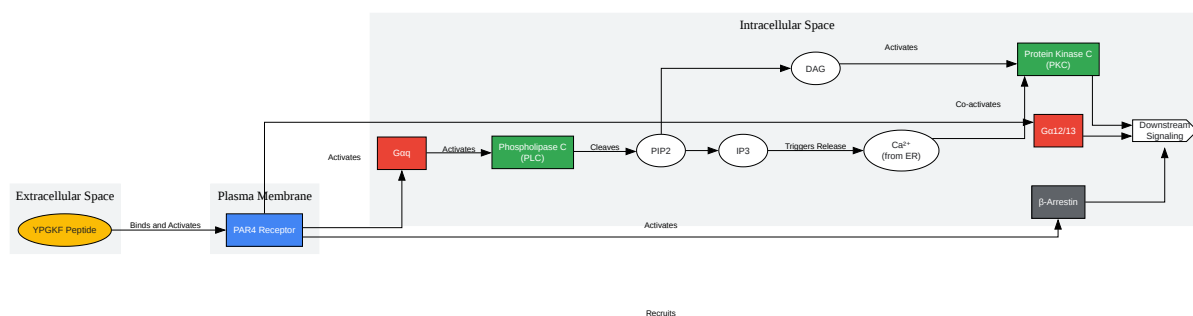 Intracellular Space
Activates
Protein Kinase C
(PKC)
DAG
Co-activates
Gα12/13
Downstream
Signaling
Activates
Gαq
Activates
Phospholipase C
(PLC)
Cleaves
PIP2
IP3
Triggers Release
Ca²⁺
(from ER)
Extracellular Space
Plasma Membrane
β-Arrestin
YPGKF Peptide
Binds and Activates
PAR4 Receptor
Activates
Recruits